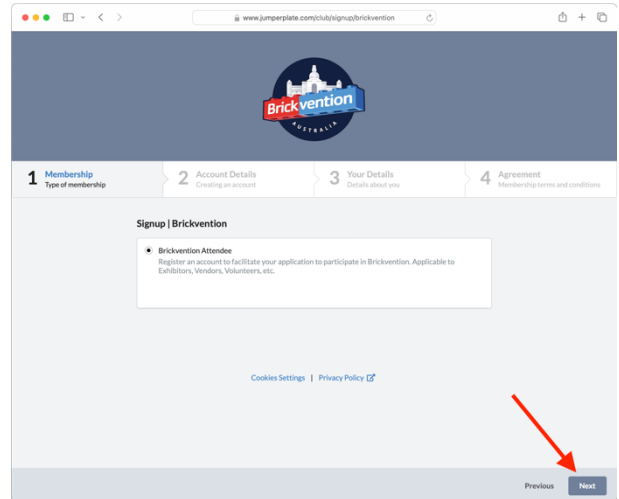 www.jumperplate.com/club/signup/brickvention
Brickvention
AUSTRALIA
1 Membership
Type of membership
2 Account Details
Creating an account
3 Your Details
Details about you
4 Agreement
Membership terms and conditions
Signup | Brickvention
Brickvention Attendee
Register an account to facilitate your application to participate in Brickvention. Applicable to
Exhibitors, Vendors, Volunteers, etc.
Cookies Settings | Privacy Policy
Previous Next